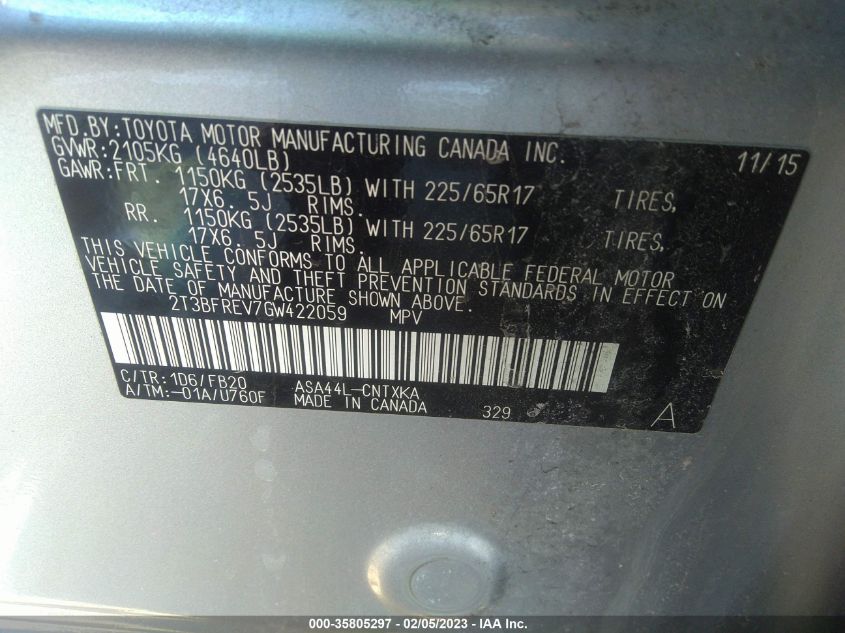 MFD.BY:TOYOTA MOTOR MANUFACTURING CANADA INC. 11/15
GVWR:2105KG (4640LB)
GAWR:FRT. 1150KG (2535LB) WITH 225/65R17 TIRES,
17X6. 5J RIMS.
RR. 1150KG (2535LB) WITH 225/65R17 TIRES,
17X6. 5J RIMS.
THIS VEHICLE CONFORMS TO ALL APPLICABLE FEDERAL MOTOR
VEHICLE SAFETY AND THEFT PREVENTION STANDARDS IN EFFECT ON
THE DATE OF MANUFACTURE SHOWN ABOVE.
2T3BFREV7GW422059 MPV
C/TR:1D6/FB20 ASA44L-CNTXKA
A/TM:-01A/U760F MADE IN CANADA 329 A
000-35805297 - 02/05/2023 - IAA Inc.